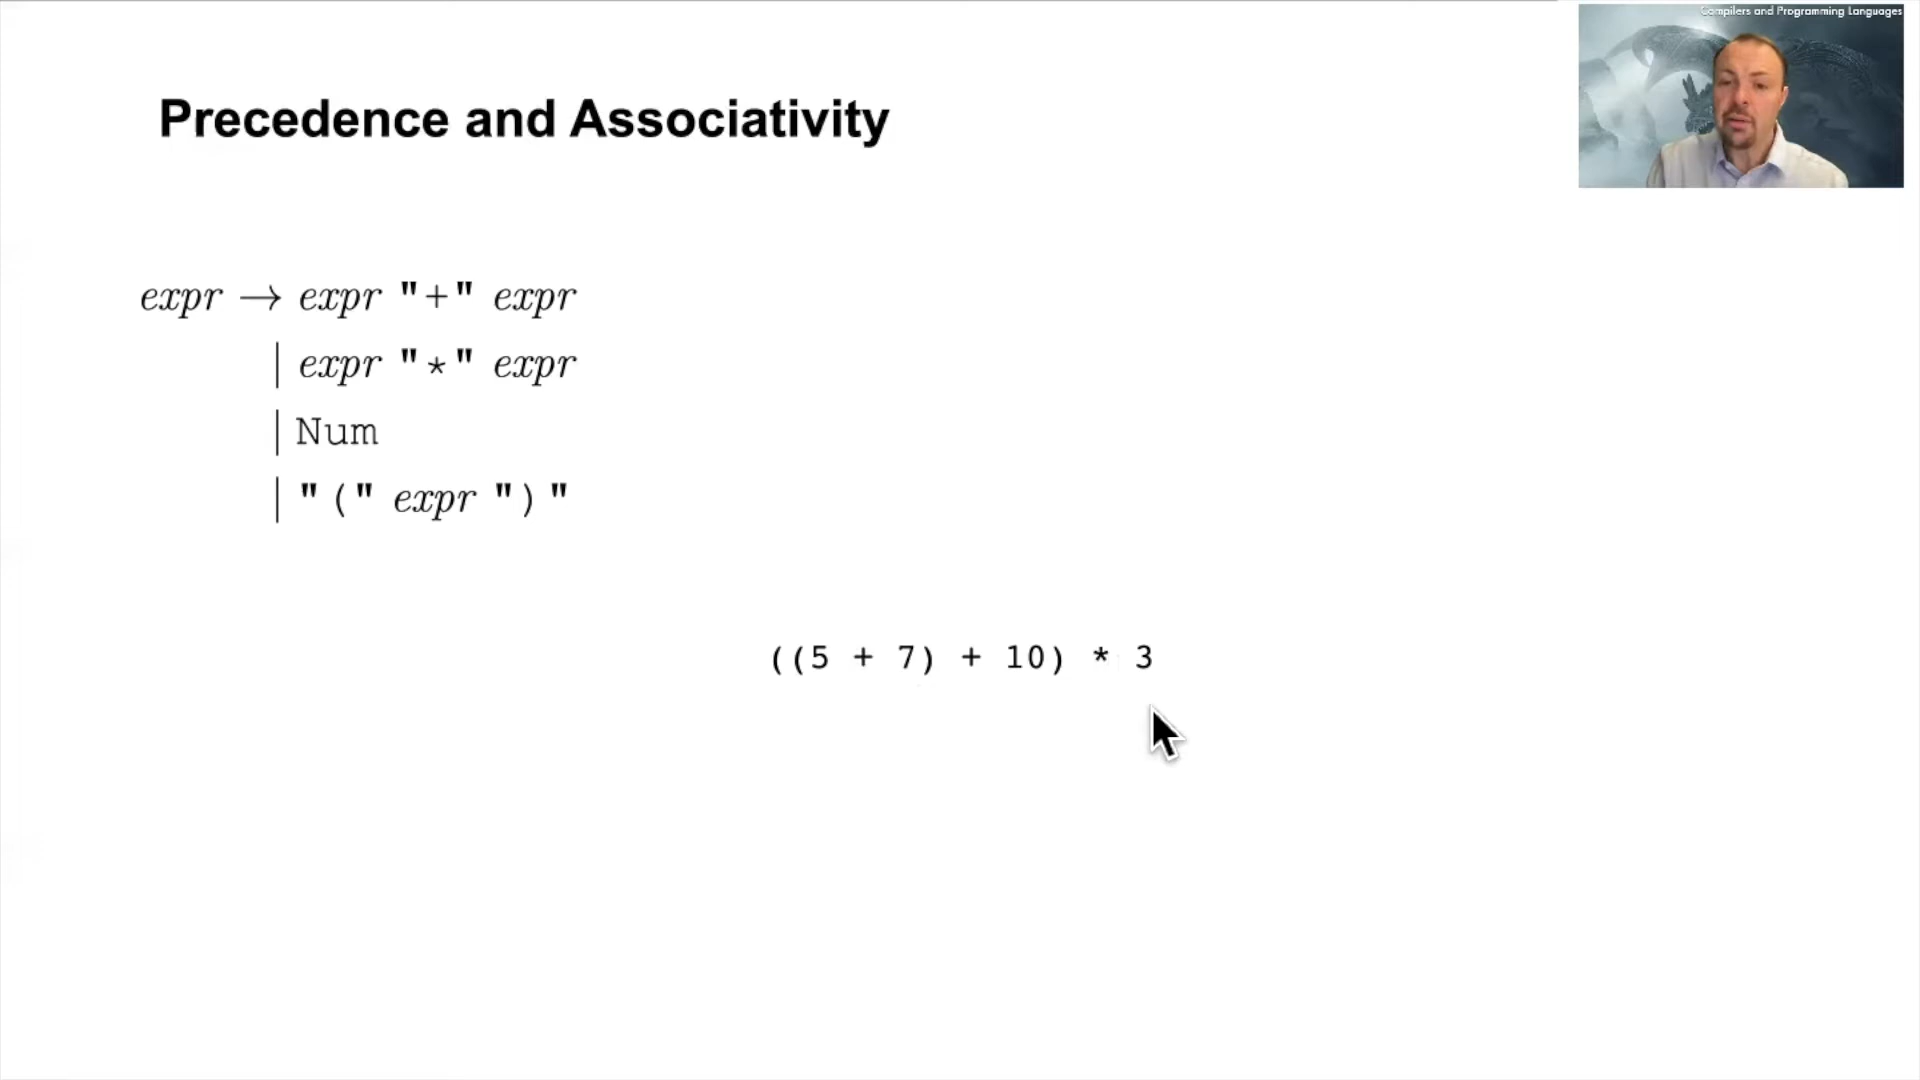 Compilers and Programming Languages
Precedence and Associativity
expr → expr "+" expr
| expr "*" expr
| Num
| "(" expr ")"
((5 + 7) + 10) * 3